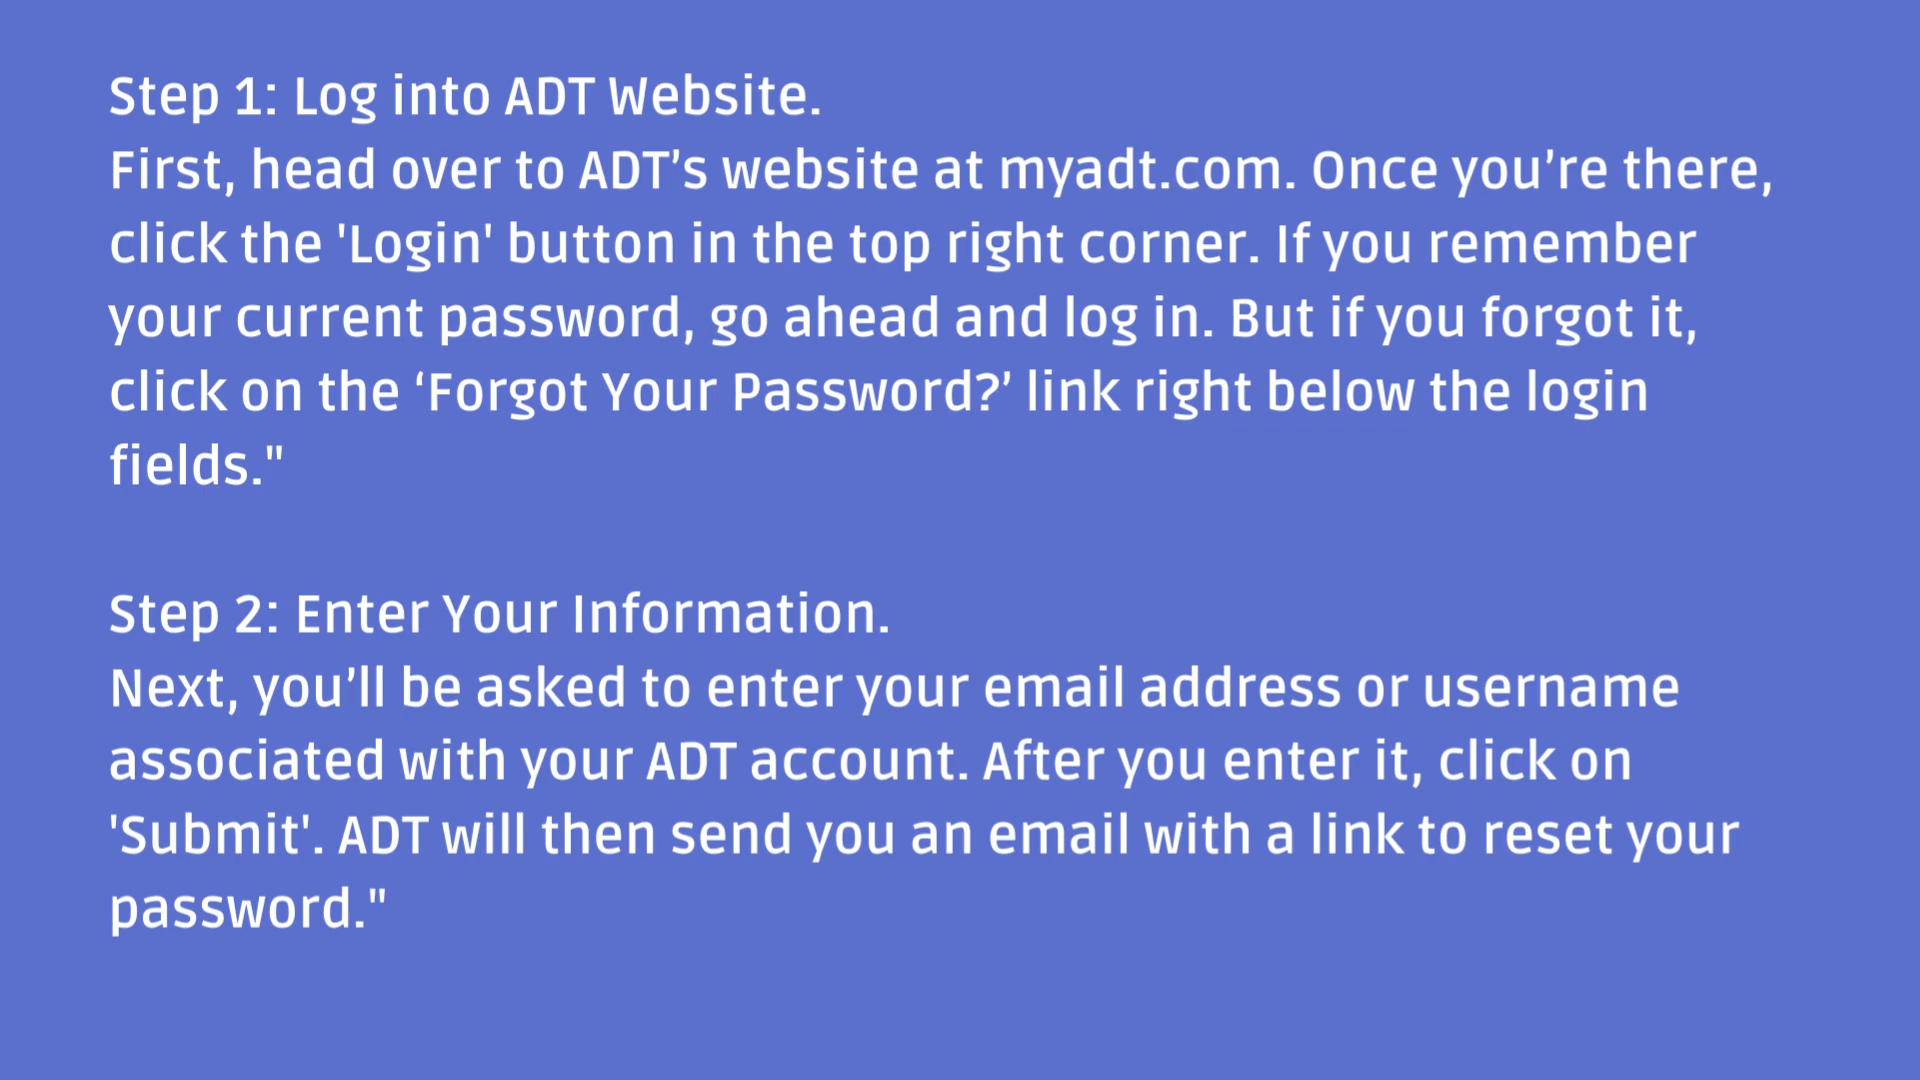 Step 1: Log into ADT Website.
First, head over to ADT’s website at myadt.com. Once you’re there,
click the 'Login' button in the top right corner. If you remember
your current password, go ahead and log in. But if you forgot it,
click on the ‘Forgot Your Password?’ link right below the login
fields."
Step 2: Enter Your Information.
Next, you’ll be asked to enter your email address or username
associated with your ADT account. After you enter it, click on
'Submit'. ADT will then send you an email with a link to reset your
password."